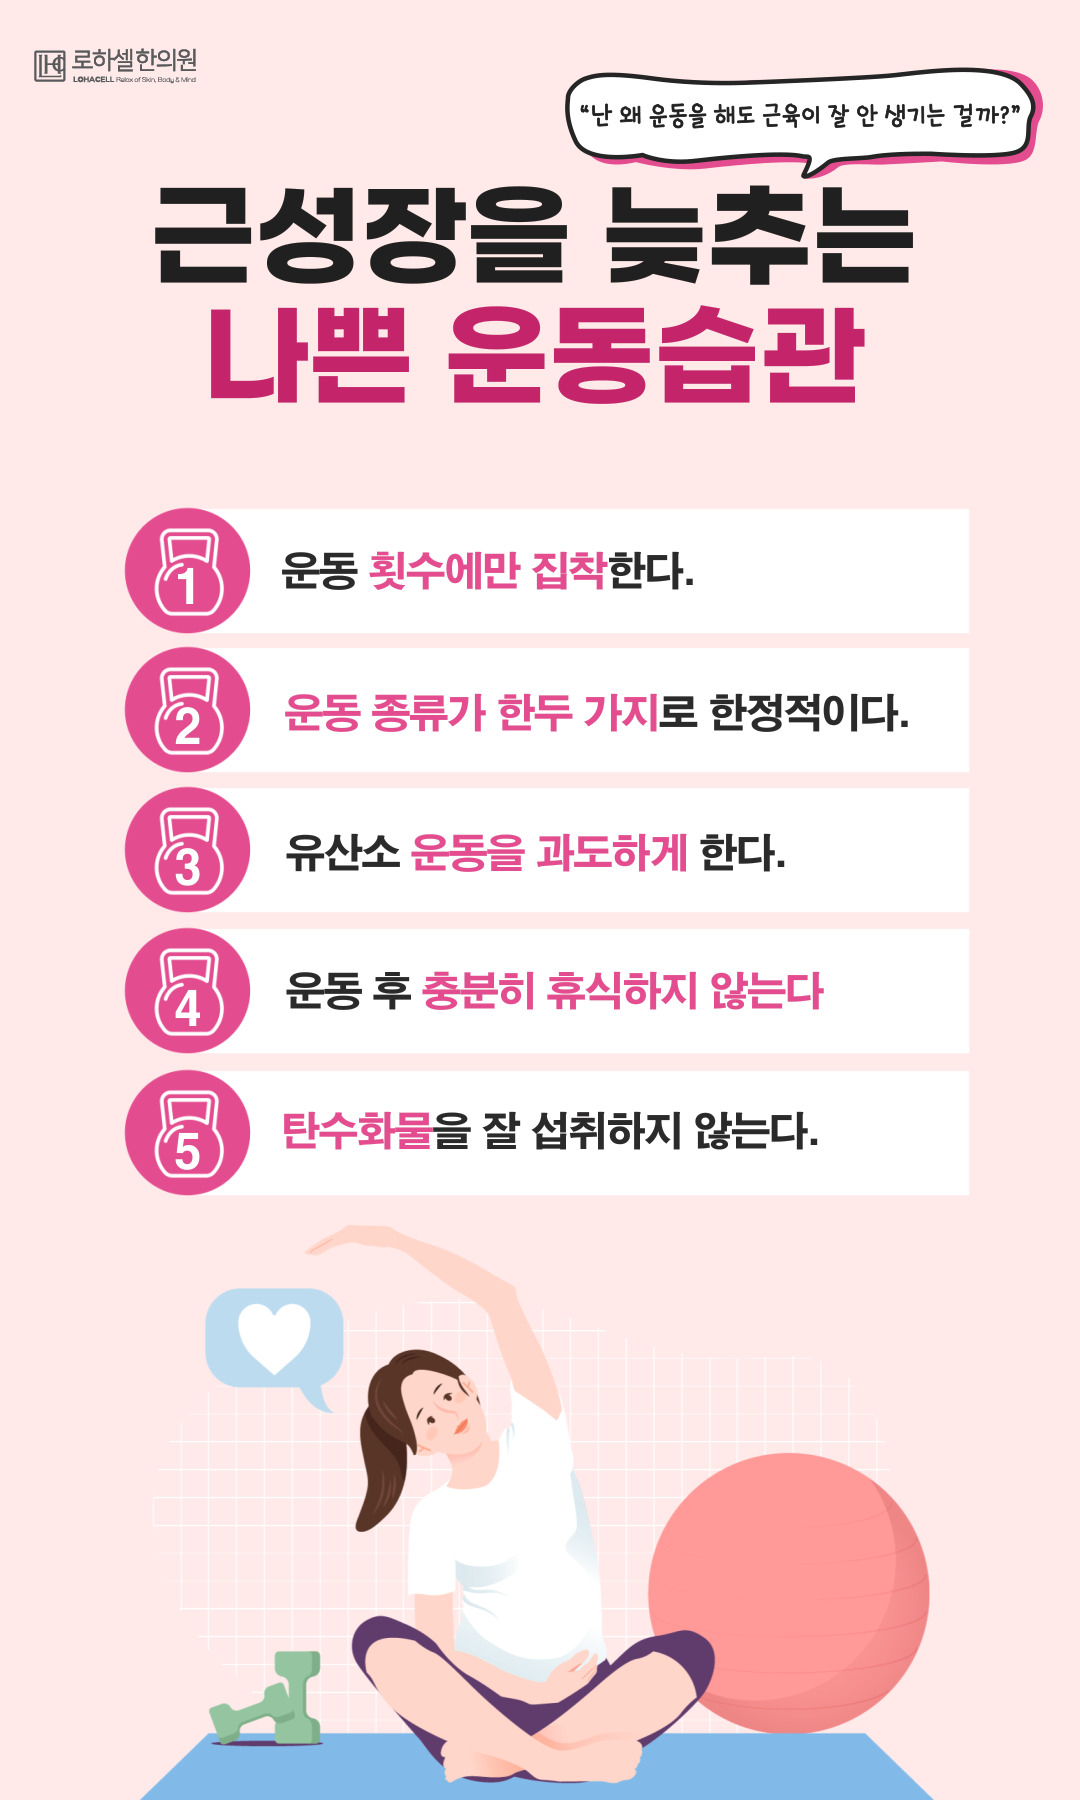 로하셀한의원
LOHACELL Relax of Skin, Body & Mind
“난 왜 운동을 해도 근육이 잘 안 생기는 걸까?”
근성장을 늦추는
나쁜 운동습관
1
운동 횟수에만 집착한다.
2
운동 종류가 한두 가지로 한정적이다.
3
유산소 운동을 과도하게 한다.
4
운동 후 충분히 휴식하지 않는다
5
탄수화물을 잘 섭취하지 않는다.